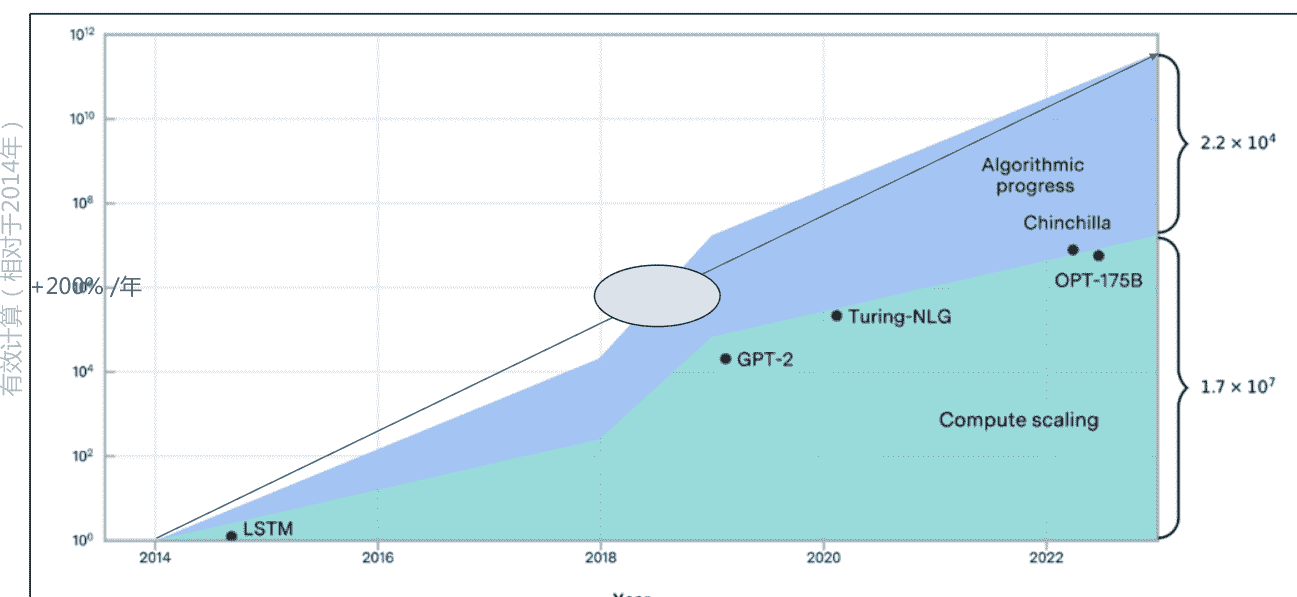 10¹²
10¹⁰
10⁸
10⁴
10²
10⁰
有效计算（相对于2014年）
+200% /年
2.2 × 10⁴
Algorithmic
progress
Chinchilla
OPT-175B
Turing-NLG
GPT-2
1.7 × 10⁷
Compute scaling
LSTM
2014
2016
2018
2020
2022